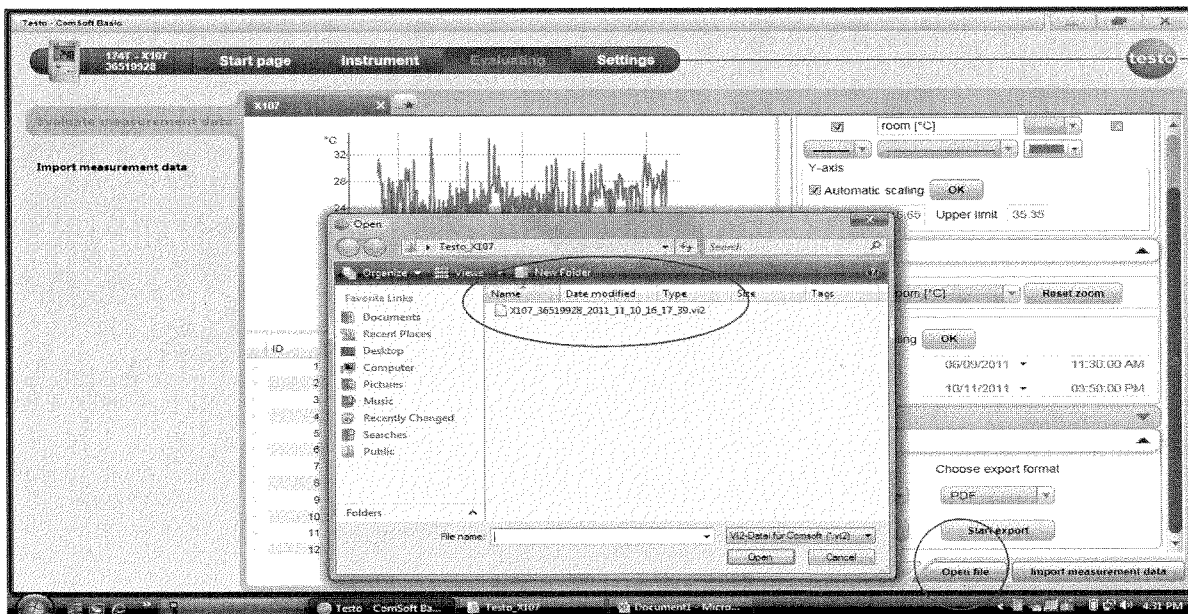 Testo - ComSoft Basic
174T - X107
36519928
Start page
Instrument
Evaluating
Settings
testo
Evaluate measurement data
Import measurement data
X107
°C
32
28
24
room [°C]
Y-axis
Automatic scaling
OK
Upper limit
35.35
Open
Testo_X107
Search
Organize
Views
New Folder
Favorite Links
Documents
Recent Places
Desktop
Computer
Pictures
Music
Recently Changed
Searches
Public
Folders
Name
Date modified
Type
Size
Tags
X107_36519928_2011_11_10_16_17_39.vi2
File name:
VI2-Datei für Comsoft (*.vi2)
Open
Cancel
ID
1
2
3
4
5
6
7
8
9
10
11
12
Reset zoom
OK
06/09/2011
11:30:00 AM
10/11/2011
03:50:00 PM
Choose export format
PDF
Start export
Open file
Import measurement data
Testo - ComSoft Ba...
Testo_X107
Document1 - Micro...
4:31 PM